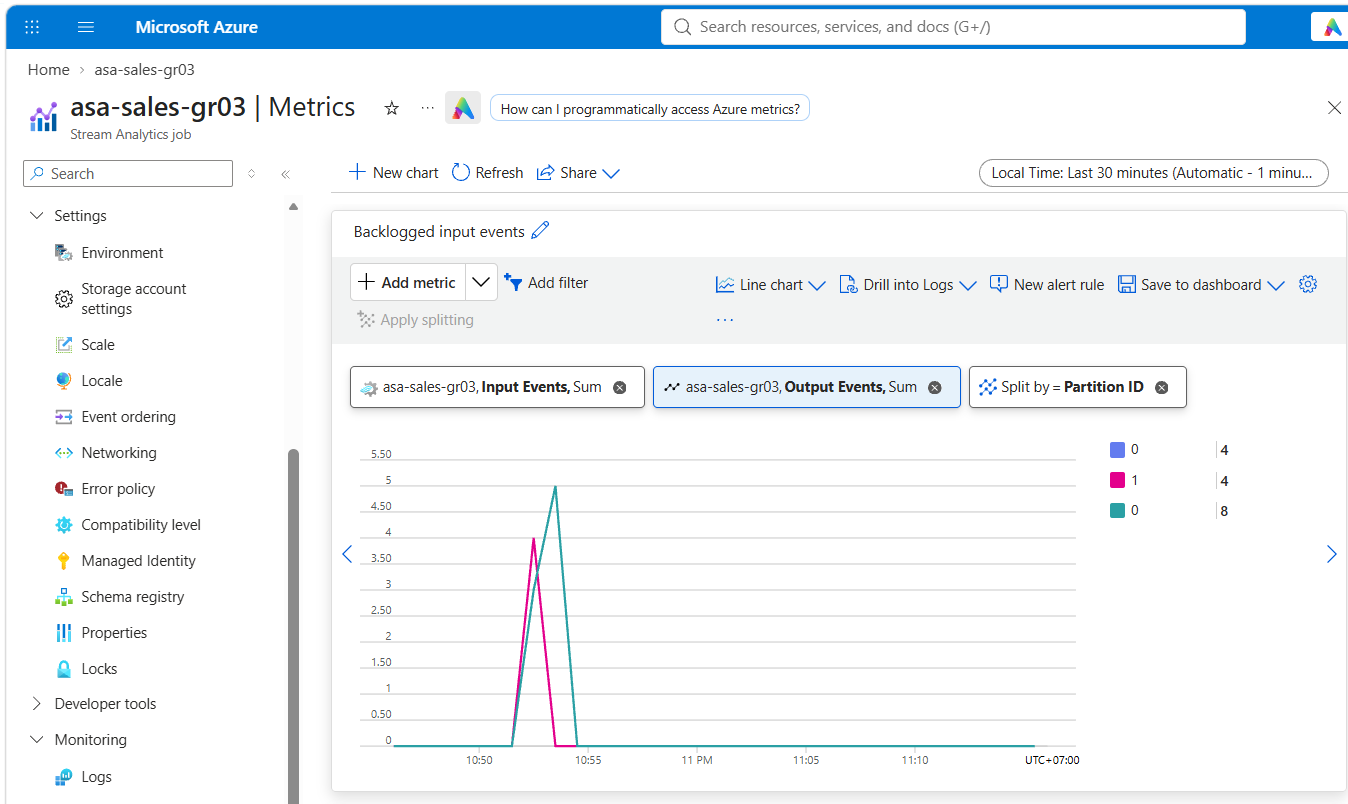 Microsoft Azure
Search resources, services, and docs (G+/)
Home > asa-sales-gr03
asa-sales-gr03 | Metrics
How can I programmatically access Azure metrics?
Stream Analytics job
Search
New chart
Refresh
Share
Local Time: Last 30 minutes (Automatic - 1 minu...
Settings
Environment
Storage account
settings
Scale
Locale
Event ordering
Networking
Error policy
Compatibility level
Managed Identity
Schema registry
Properties
Locks
Developer tools
Monitoring
Logs
Backlogged input events
Add metric
Add filter
Line chart
Drill into Logs
New alert rule
Save to dashboard
Apply splitting
...
asa-sales-gr03, Input Events, Sum
asa-sales-gr03, Output Events, Sum
Split by = Partition ID
5.50
5
4.50
4
3.50
3
2.50
2
1.50
1
0.50
0
10:50
10:55
11 PM
11:05
11:10
UTC+07:00
0 4
1 4
0 8